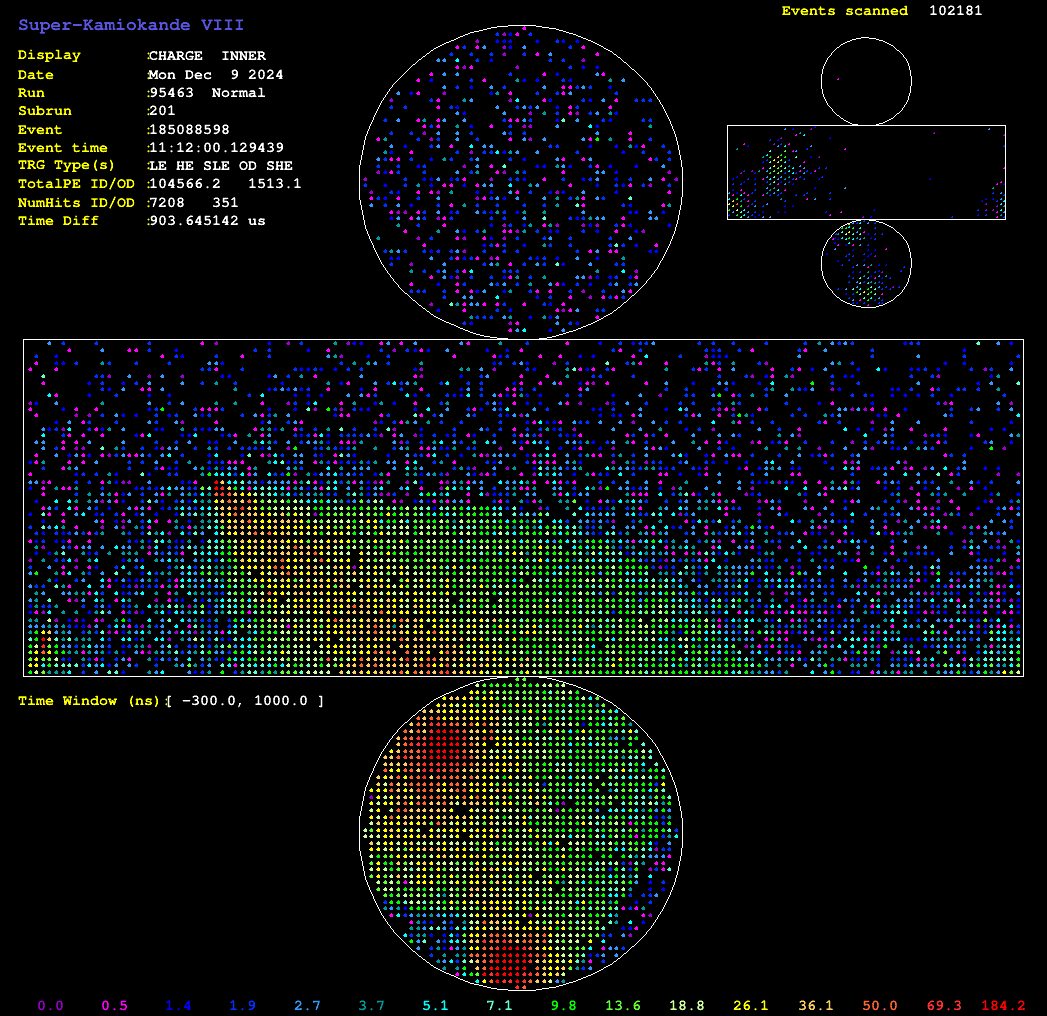 Super-Kamiokande VIII
Events scanned 102181
Display :CHARGE INNER
Date :Mon Dec 9 2024
Run :95463 Normal
Subrun :201
Event :185088598
Event time :11:12:00.129439
TRG Type(s) :LE HE SLE OD SHE
TotalPE ID/OD :104566.2 1513.1
NumHits ID/OD :7208 351
Time Diff :903.645142 us
Time Window (ns):[ -300.0, 1000.0 ]
0.0 0.5 1.4 1.9 2.7 3.7 5.1 7.1 9.8 13.6 18.8 26.1 36.1 50.0 69.3 184.2